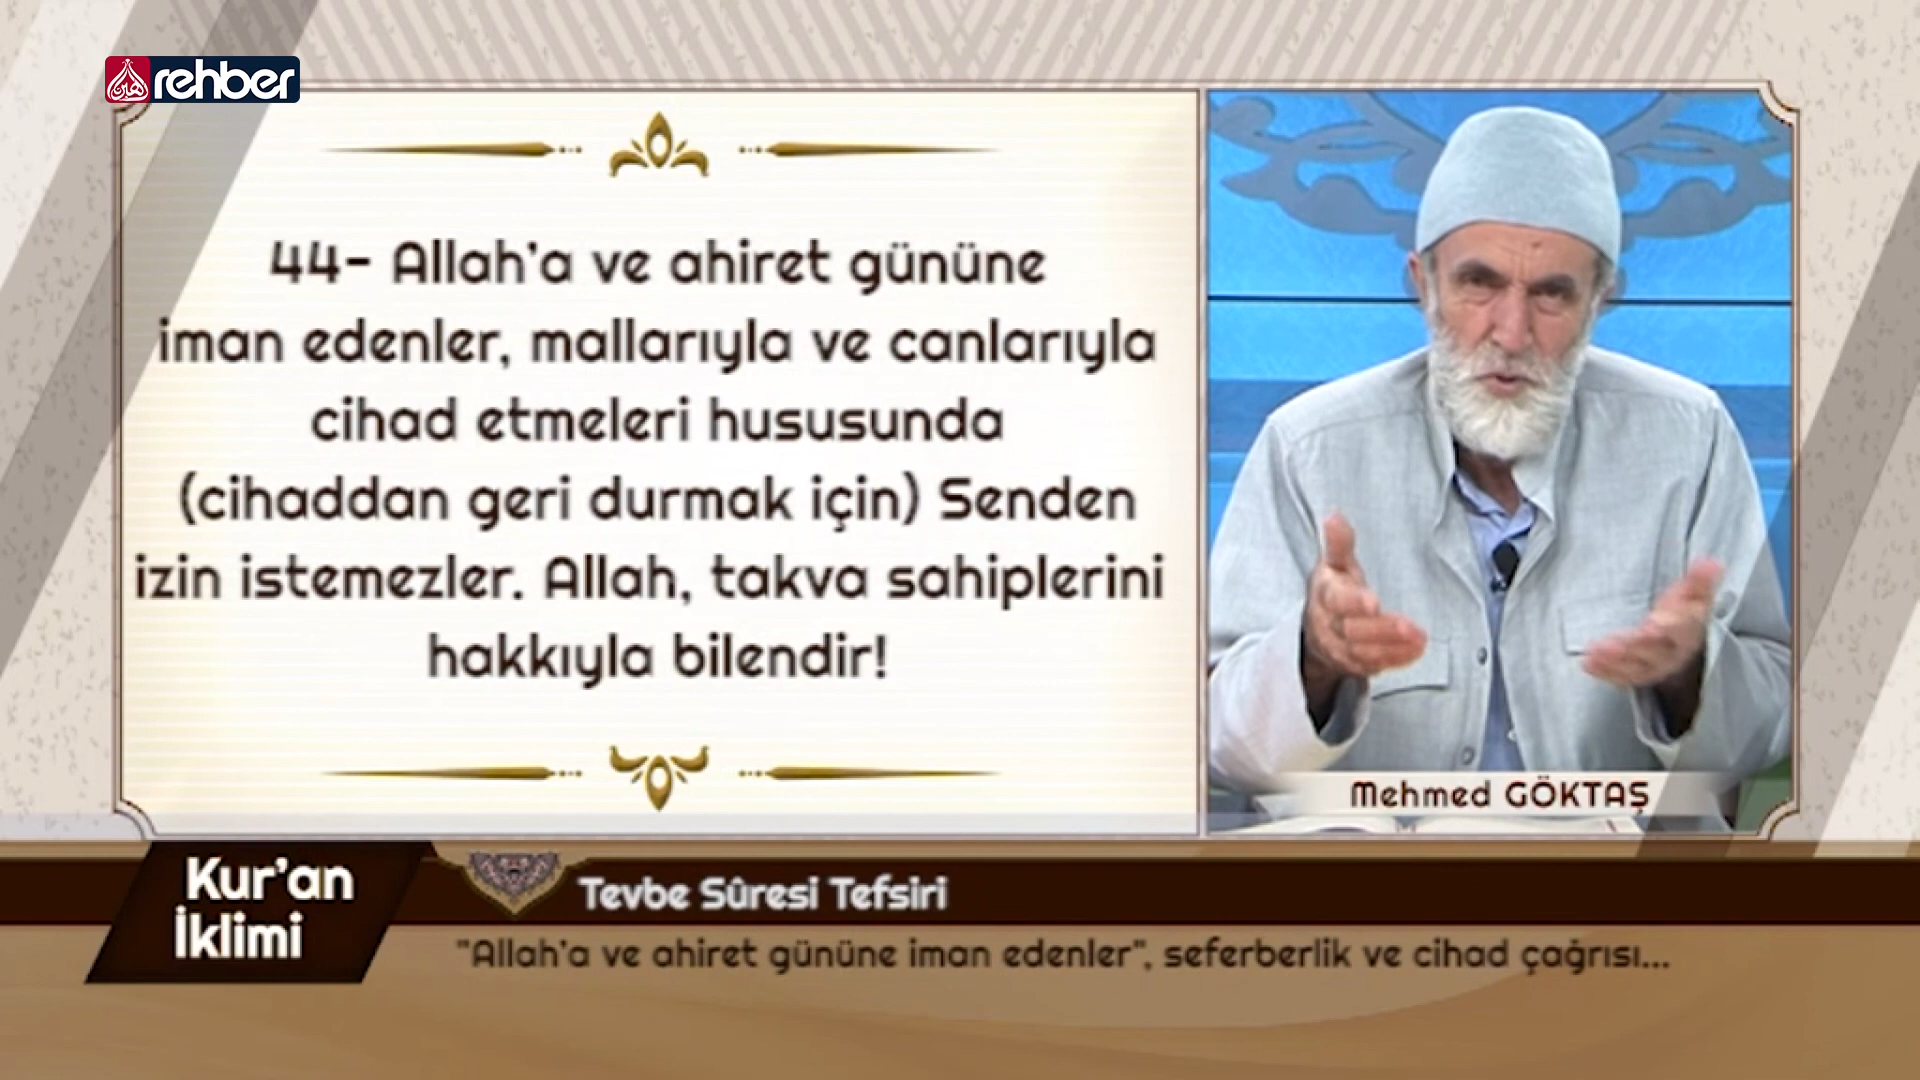 rehber
44- Allah'a ve ahiret gününe
iman edenler, mallarıyla ve canlarıyla
cihad etmeleri hususunda
(cihaddan geri durmak için) Senden
izin istemezler. Allah, takva sahiplerini
hakkıyla bilendir!
Mehmed GÖKTAŞ
Kur'an
İklimi
Tevbe Sûresi Tefsiri
"Allah'a ve ahiret gününe iman edenler", seferberlik ve cihad çağrısı...